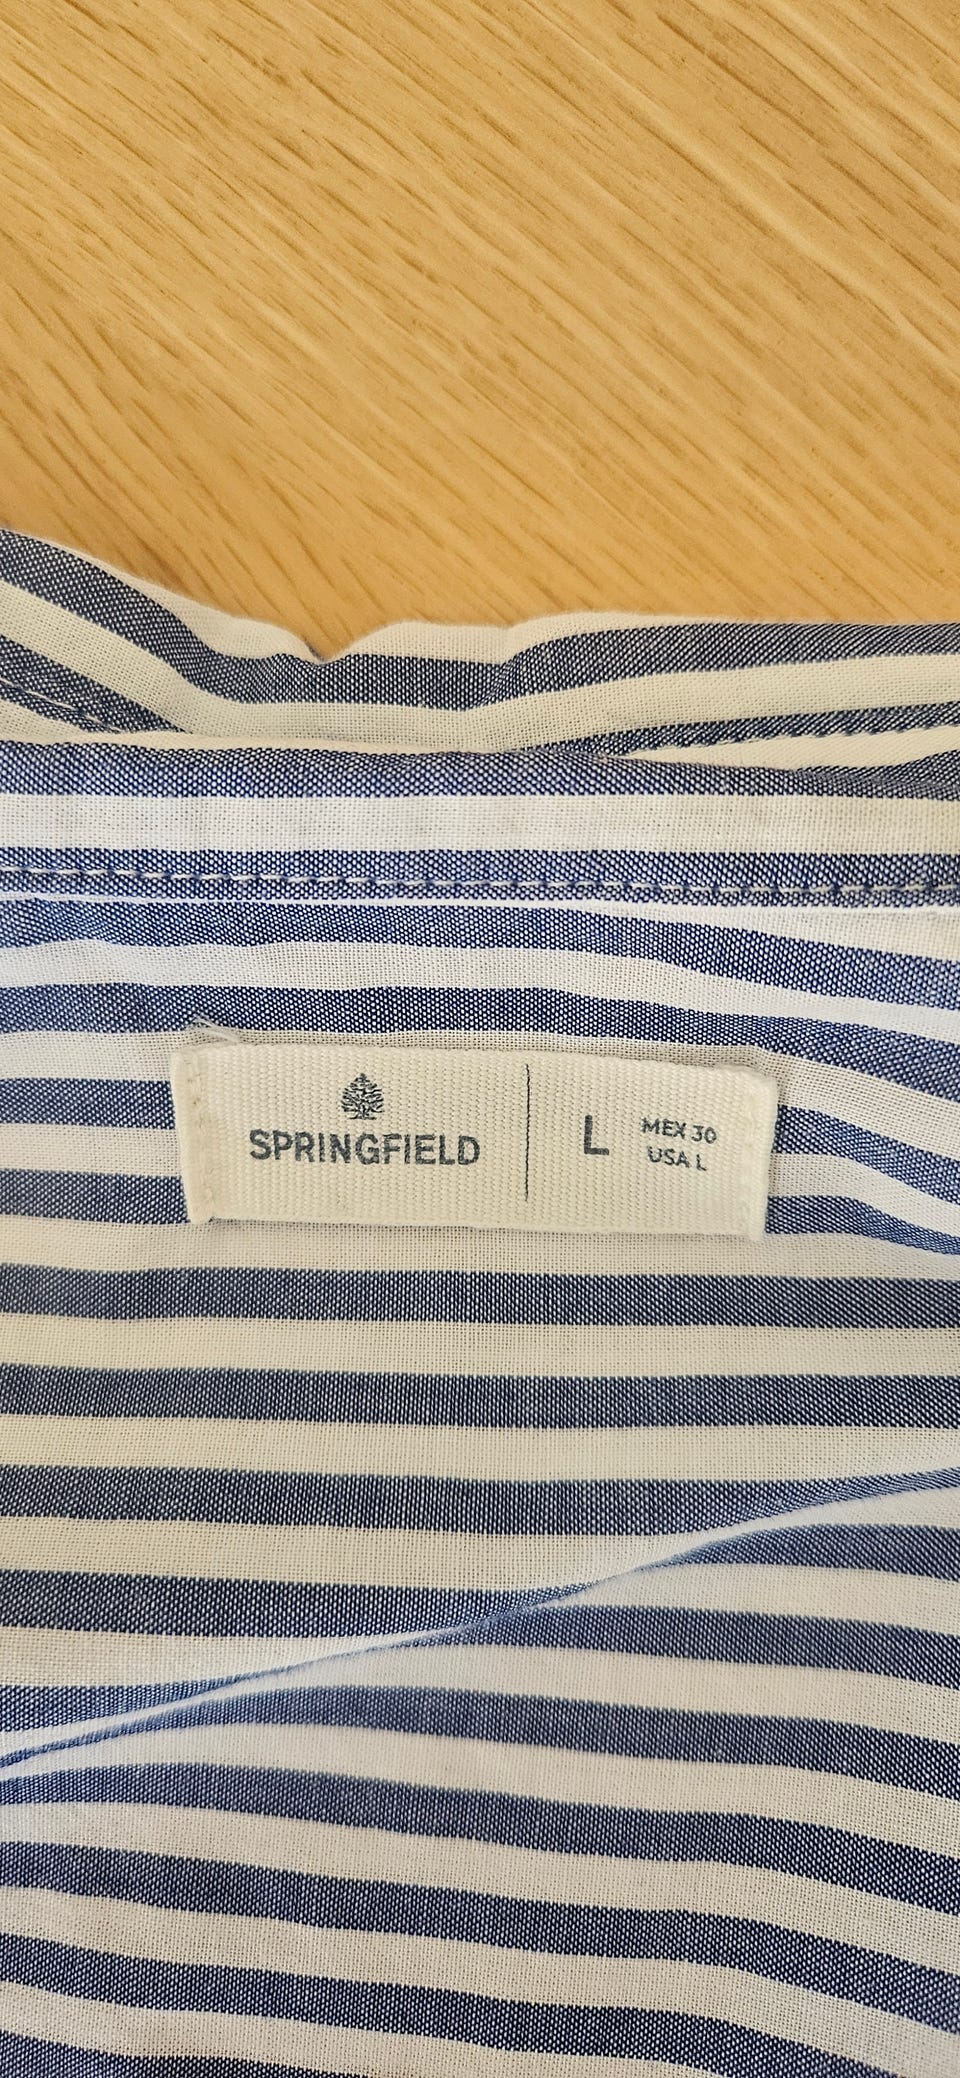 SPRINGFIELD
L
MEX 30
USA L